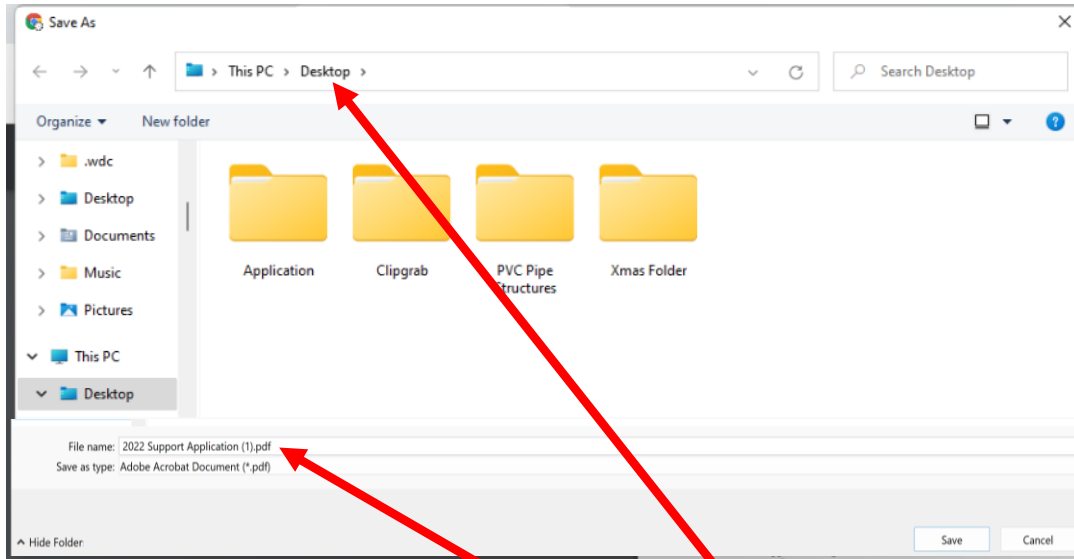 Save As
This PC > Desktop >
Search Desktop
Organize
New folder
.wdc
Desktop
Documents
Music
Pictures
This PC
Desktop
Application
Clipgrab
PVC Pipe
Structures
Xmas Folder
File name: 2022 Support Application (1).pdf
Save as type: Adobe Acrobat Document (*.pdf)
Hide Folder
Save
Cancel